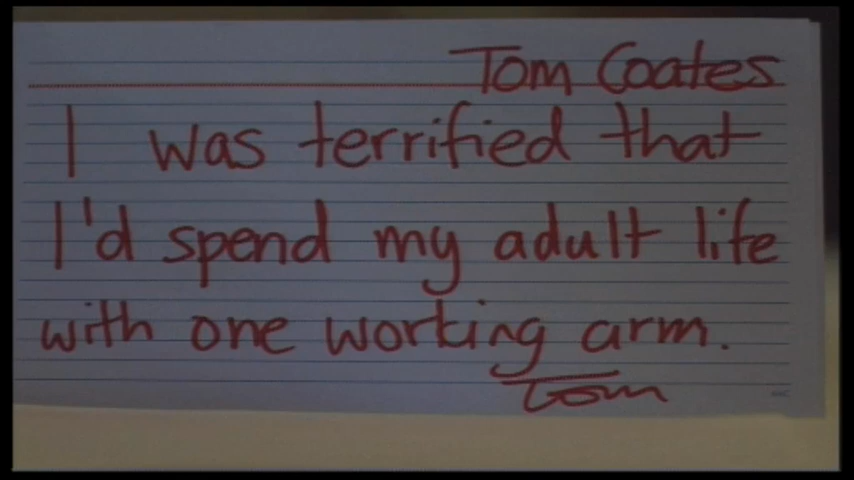 Tom Coates
I was terrified that
I'd spend my adult life
with one working arm.
Tom